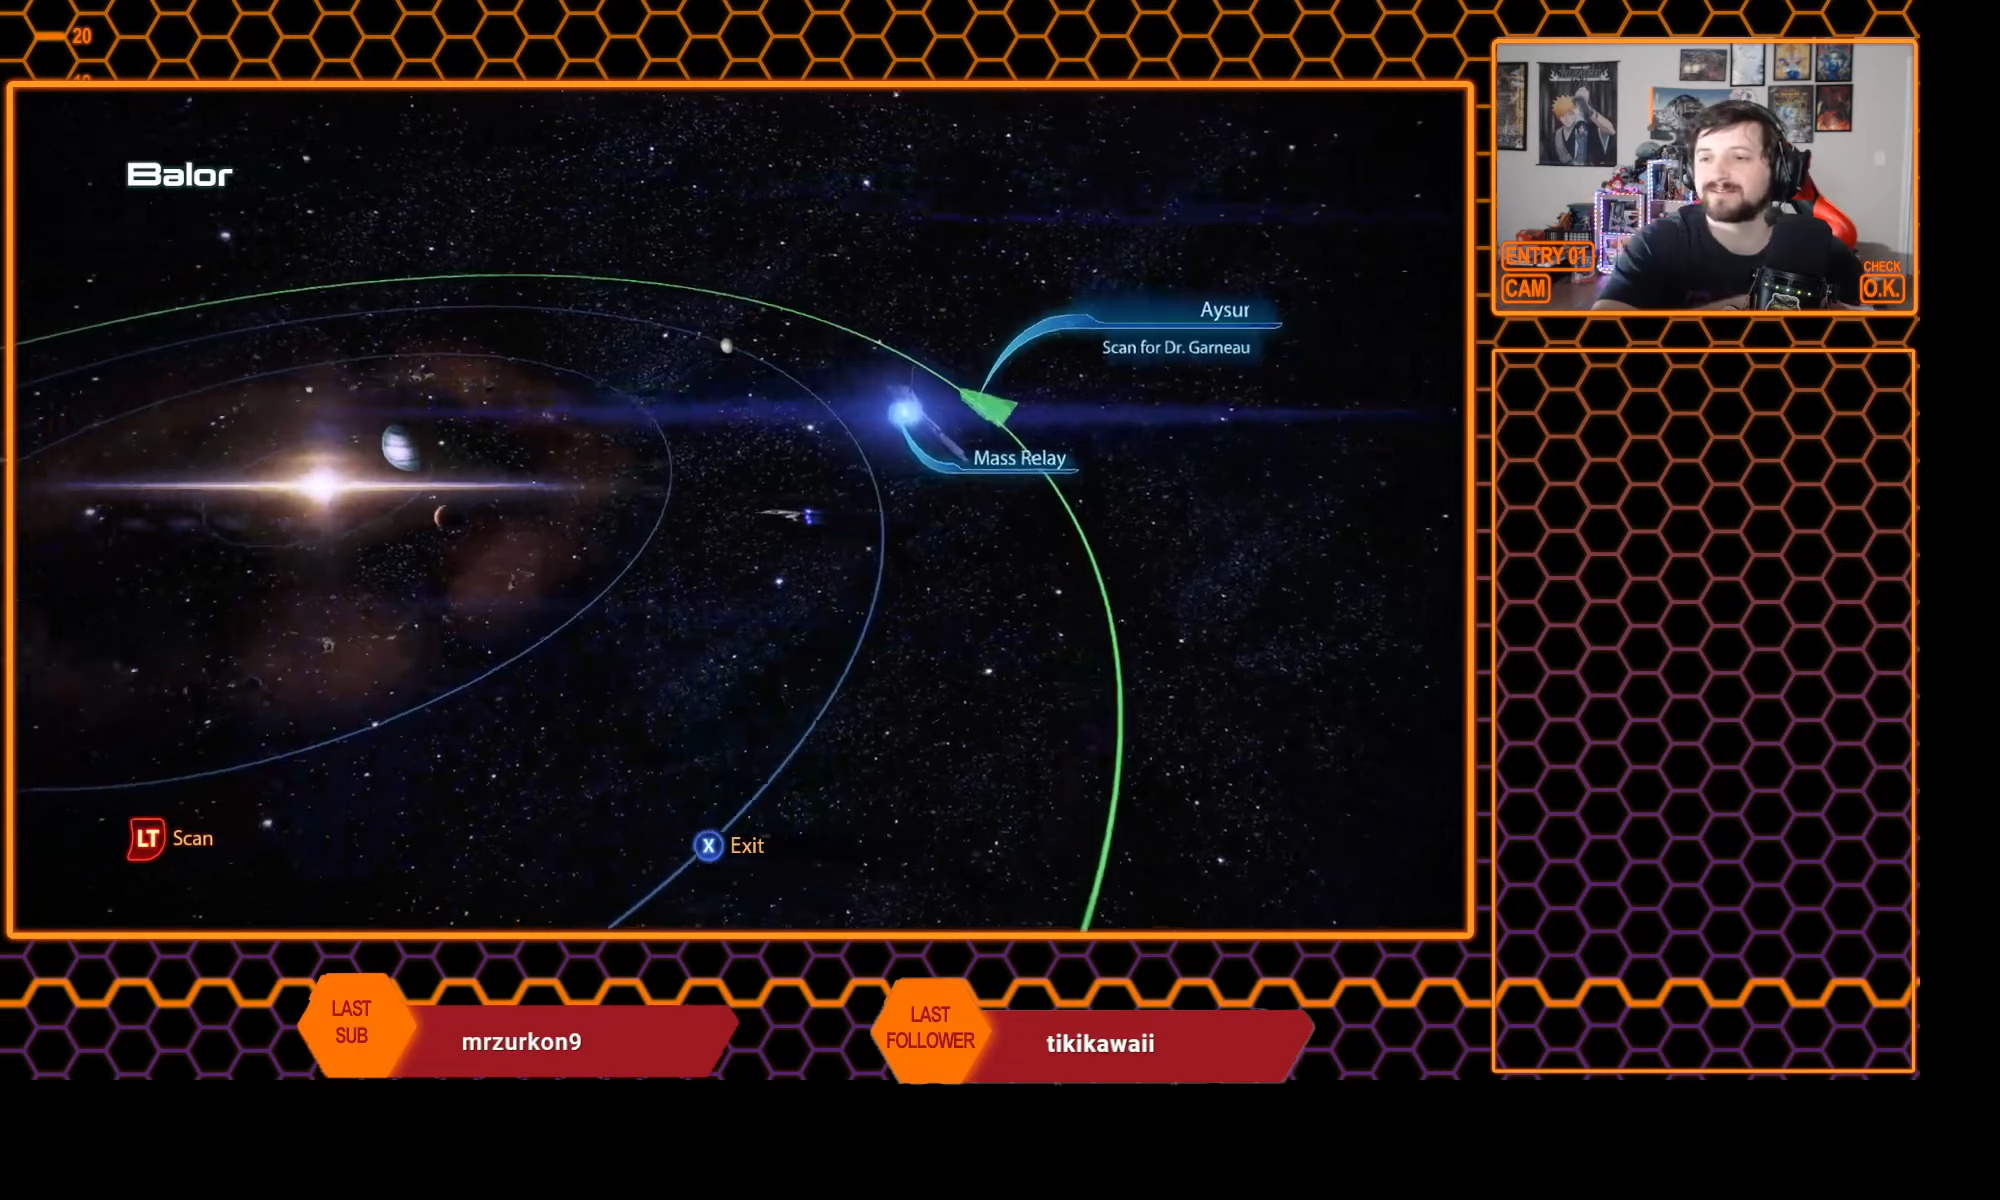 20
Balor
Aysur
Scan for Dr. Garneau
Mass Relay
LT Scan
X Exit
ENTRY 01
CAM
CHECK
O.K.
LAST
SUB
mrzurkon9
LAST
FOLLOWER
tikikawaii